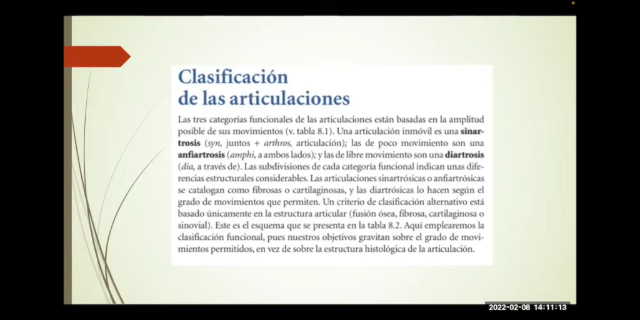 Clasificación
de las articulaciones
Las tres categorías funcionales de las articulaciones están basadas en la amplitud
posible de sus movimientos (v. tabla 8.1). Una articulación inmóvil es una sinar-
trosis (syn, juntos + arthros, articulación); las de poco movimiento son una
anfiartrosis (amphi, a ambos lados); y las de libre movimiento son una diartrosis
(dia, a través de). Las subdivisiones de cada categoría funcional indican unas dife-
rencias estructurales considerables. Las articulaciones sinartrósicas o anfiartrósicas
se catalogan como fibrosas o cartilaginosas, y las diartrósicas lo hacen según el
grado de movimientos que permiten. Un criterio de clasificación alternativo está
basado únicamente en la estructura articular (fusión ósea, fibrosa, cartilaginosa o
sinovial). Este es el esquema que se presenta en la tabla 8.2. Aquí emplearemos la
clasificación funcional, pues nuestros objetivos gravitan sobre el grado de movi-
mientos permitidos, en vez de sobre la estructura histológica de la articulación.
2022-02-08 14:11:13